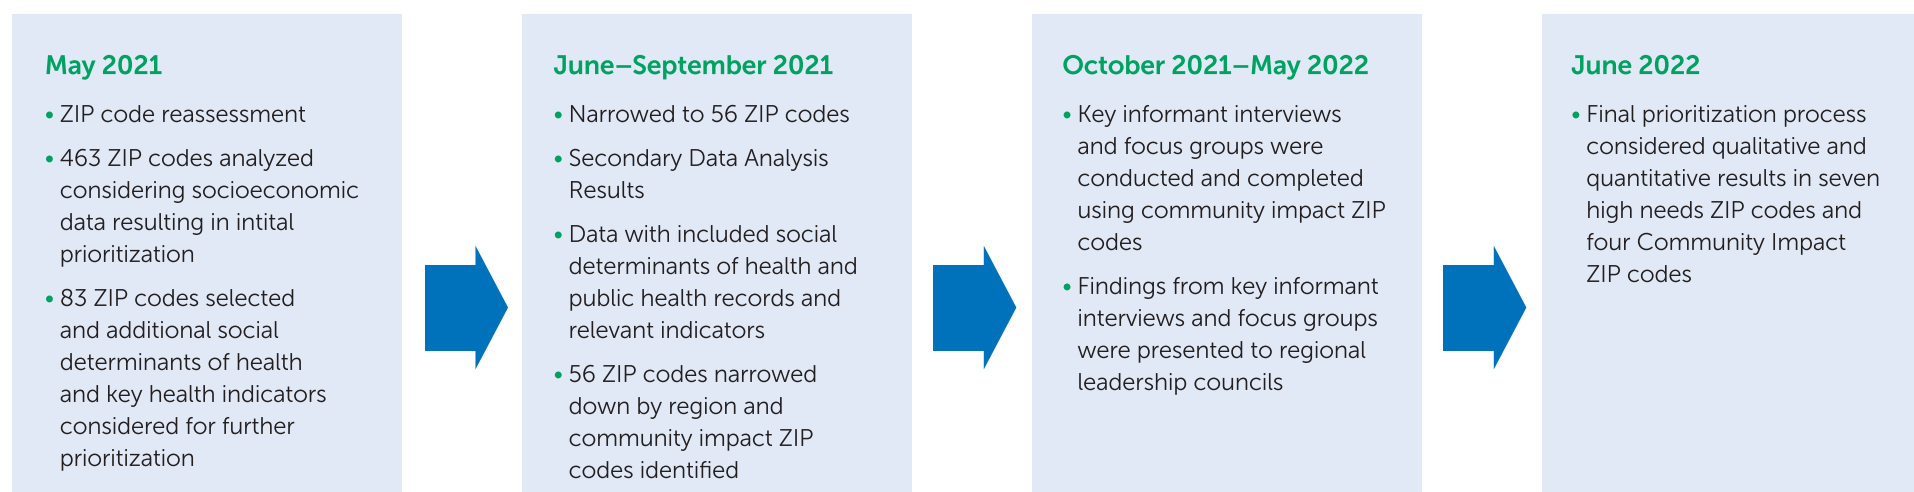 May 2021
• ZIP code reassessment
• 463 ZIP codes analyzed
considering socioeconomic
data resulting in intital
prioritization
• 83 ZIP codes selected
and additional social
determinants of health
and key health indicators
considered for further
prioritization
June–September 2021
• Narrowed to 56 ZIP codes
• Secondary Data Analysis
Results
• Data with included social
determinants of health and
public health records and
relevant indicators
• 56 ZIP codes narrowed
down by region and
community impact ZIP
codes identified
October 2021–May 2022
• Key informant interviews
and focus groups were
conducted and completed
using community impact ZIP
codes
• Findings from key informant
interviews and focus groups
were presented to regional
leadership councils
June 2022
• Final prioritization process
considered qualitative and
quantitative results in seven
high needs ZIP codes and
four Community Impact
ZIP codes